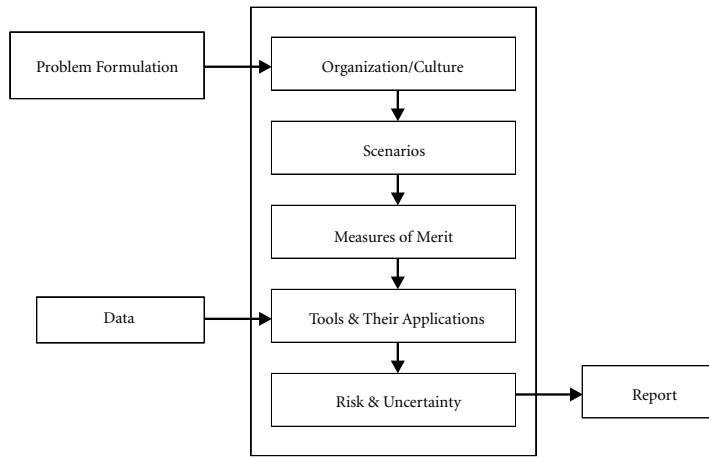 Problem Formulation
Organization/Culture
Scenarios
Measures of Merit
Data
Tools & Their Applications
Risk & Uncertainty
Report